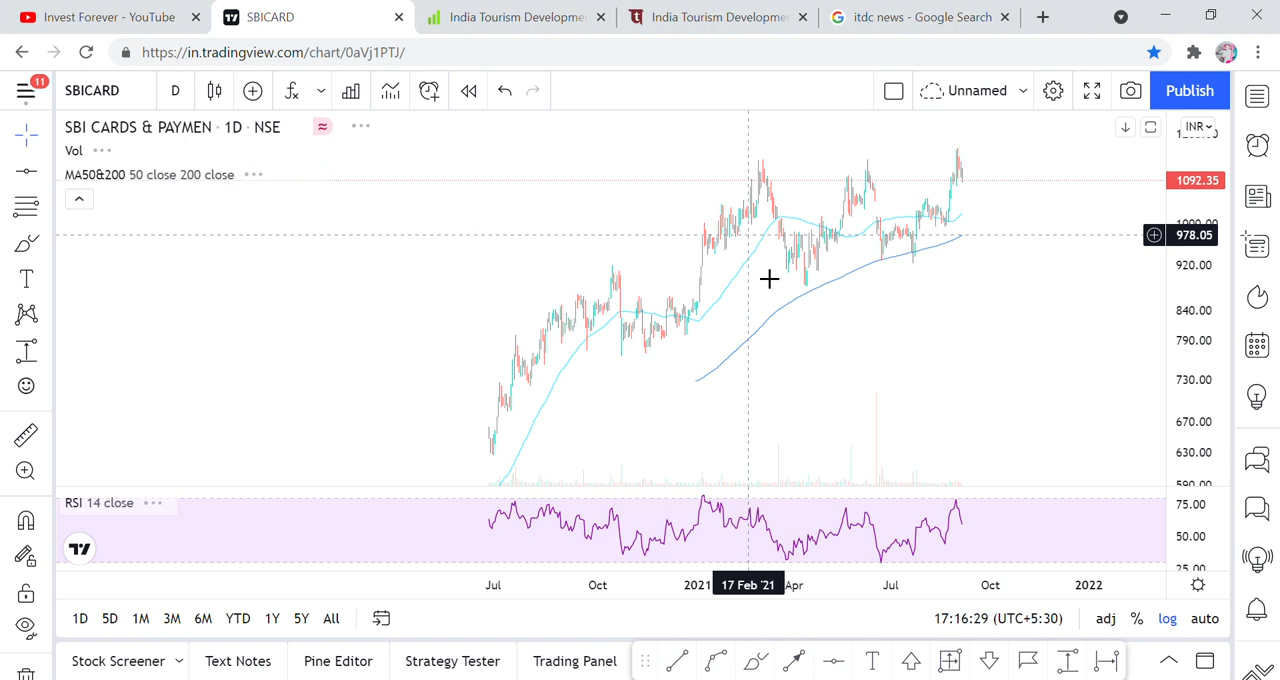 Invest Forever - YouTube
SBICARD
India Tourism Developme
India Tourism Developme
itdc news - Google Search
https://in.tradingview.com/chart/0aVj1PTJ/
11
SBICARD
D
Unnamed
Publish
SBI CARDS & PAYMEN · 1D · NSE
INR
Vol
MA50&200 50 close 200 close
1092.35
1000.00
978.05
920.00
840.00
790.00
730.00
670.00
630.00
590.00
RSI 14 close
75.00
50.00
25.00
Jul
Oct
2021
17 Feb '21
Apr
Jul
Oct
2022
1D 5D 1M 3M 6M YTD 1Y 5Y All
17:16:29 (UTC+5:30)
adj % log auto
Stock Screener
Text Notes
Pine Editor
Strategy Tester
Trading Panel